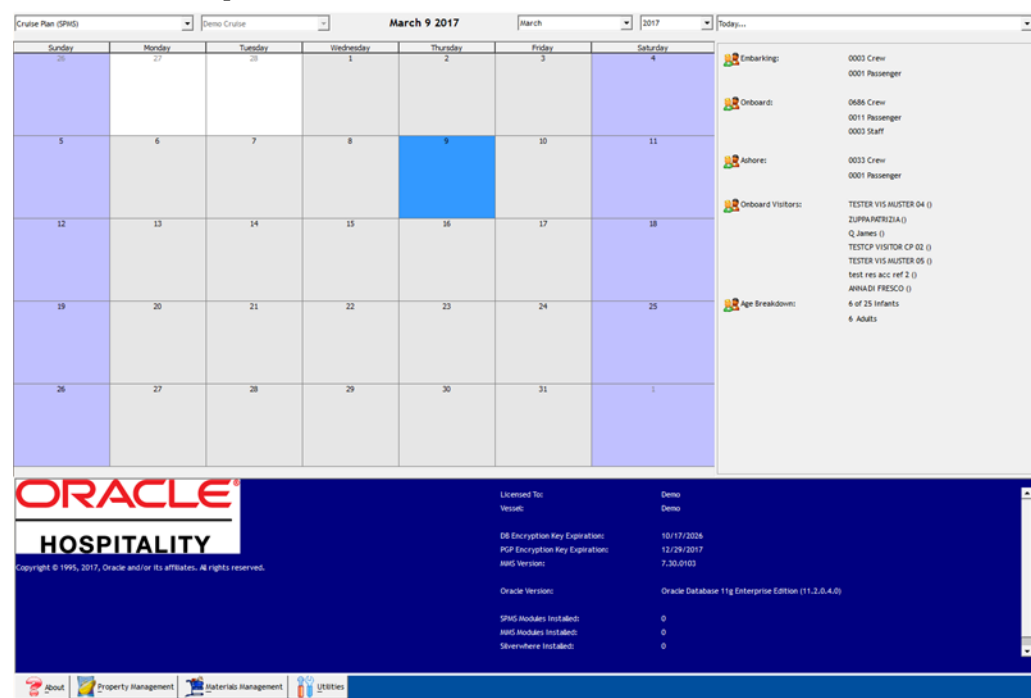 Cruise Plan (SPMS) Demo Cruise March 9 2017 March 2017 Today...
Sunday Monday Tuesday Wednesday Thursday Friday Saturday
26 27 28 1 2 3 4
5 6 7 8 9 10 11
12 13 14 15 16 17 18
19 20 21 22 23 24 25
26 27 28 29 30 31 1
Embarking: 0003 Crew
0001 Passenger
Onboard: 0686 Crew
0011 Passenger
0003 Staff
Ashore: 0033 Crew
0001 Passenger
Onboard Visitors: TESTER VIS MUSTER 04 ()
ZUPPAPATRIZIA ()
Q James ()
TESTCP VISITOR CP 02 ()
TESTER VIS MUSTER 05 ()
test res acc ref 2 ()
ANNADI FRESCO ()
Age Breakdown: 6 of 25 Infants
6 Adults
ORACLE®
HOSPITALITY
Copyright © 1995, 2017, Oracle and/or its affiliates. All rights reserved.
Licensed To: Demo
Vessel: Demo
DB Encryption Key Expiration: 10/17/2026
PGP Encryption Key Expiration: 12/29/2017
MMS Version: 7.30.0103
Oracle Version: Oracle Database 11g Enterprise Edition (11.2.0.4.0)
SPMS Modules Installed: 0
MMS Modules Installed: 0
Silverwhere Installed: 0
About Property Management Materials Management Utilities